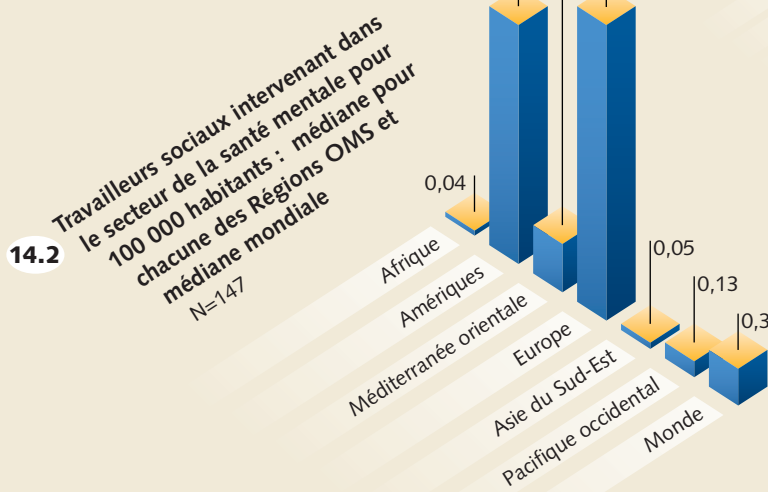 14.2
Travailleurs sociaux intervenant dans
le secteur de la santé mentale pour
100 000 habitants : médiane pour
chacune des Régions OMS et
médiane mondiale
N=147
0,04
0,05
0,13
Afrique
Amériques
Méditerranée orientale
Europe
Asie du Sud-Est
Pacifique occidental
Monde